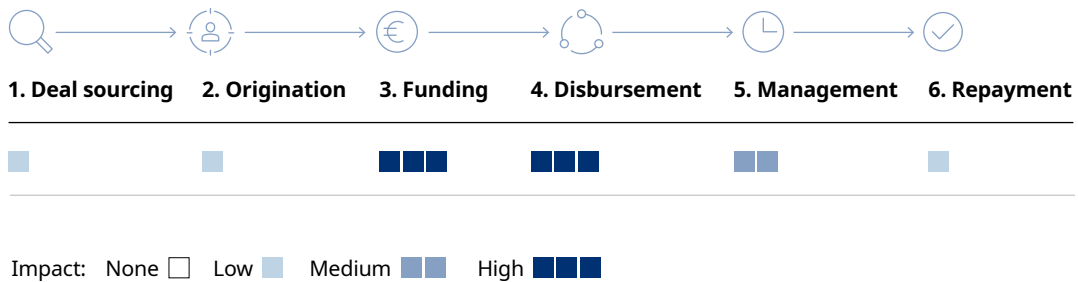 1. Deal sourcing 2. Origination 3. Funding 4. Disbursement 5. Management 6. Repayment
Impact: None Low Medium High